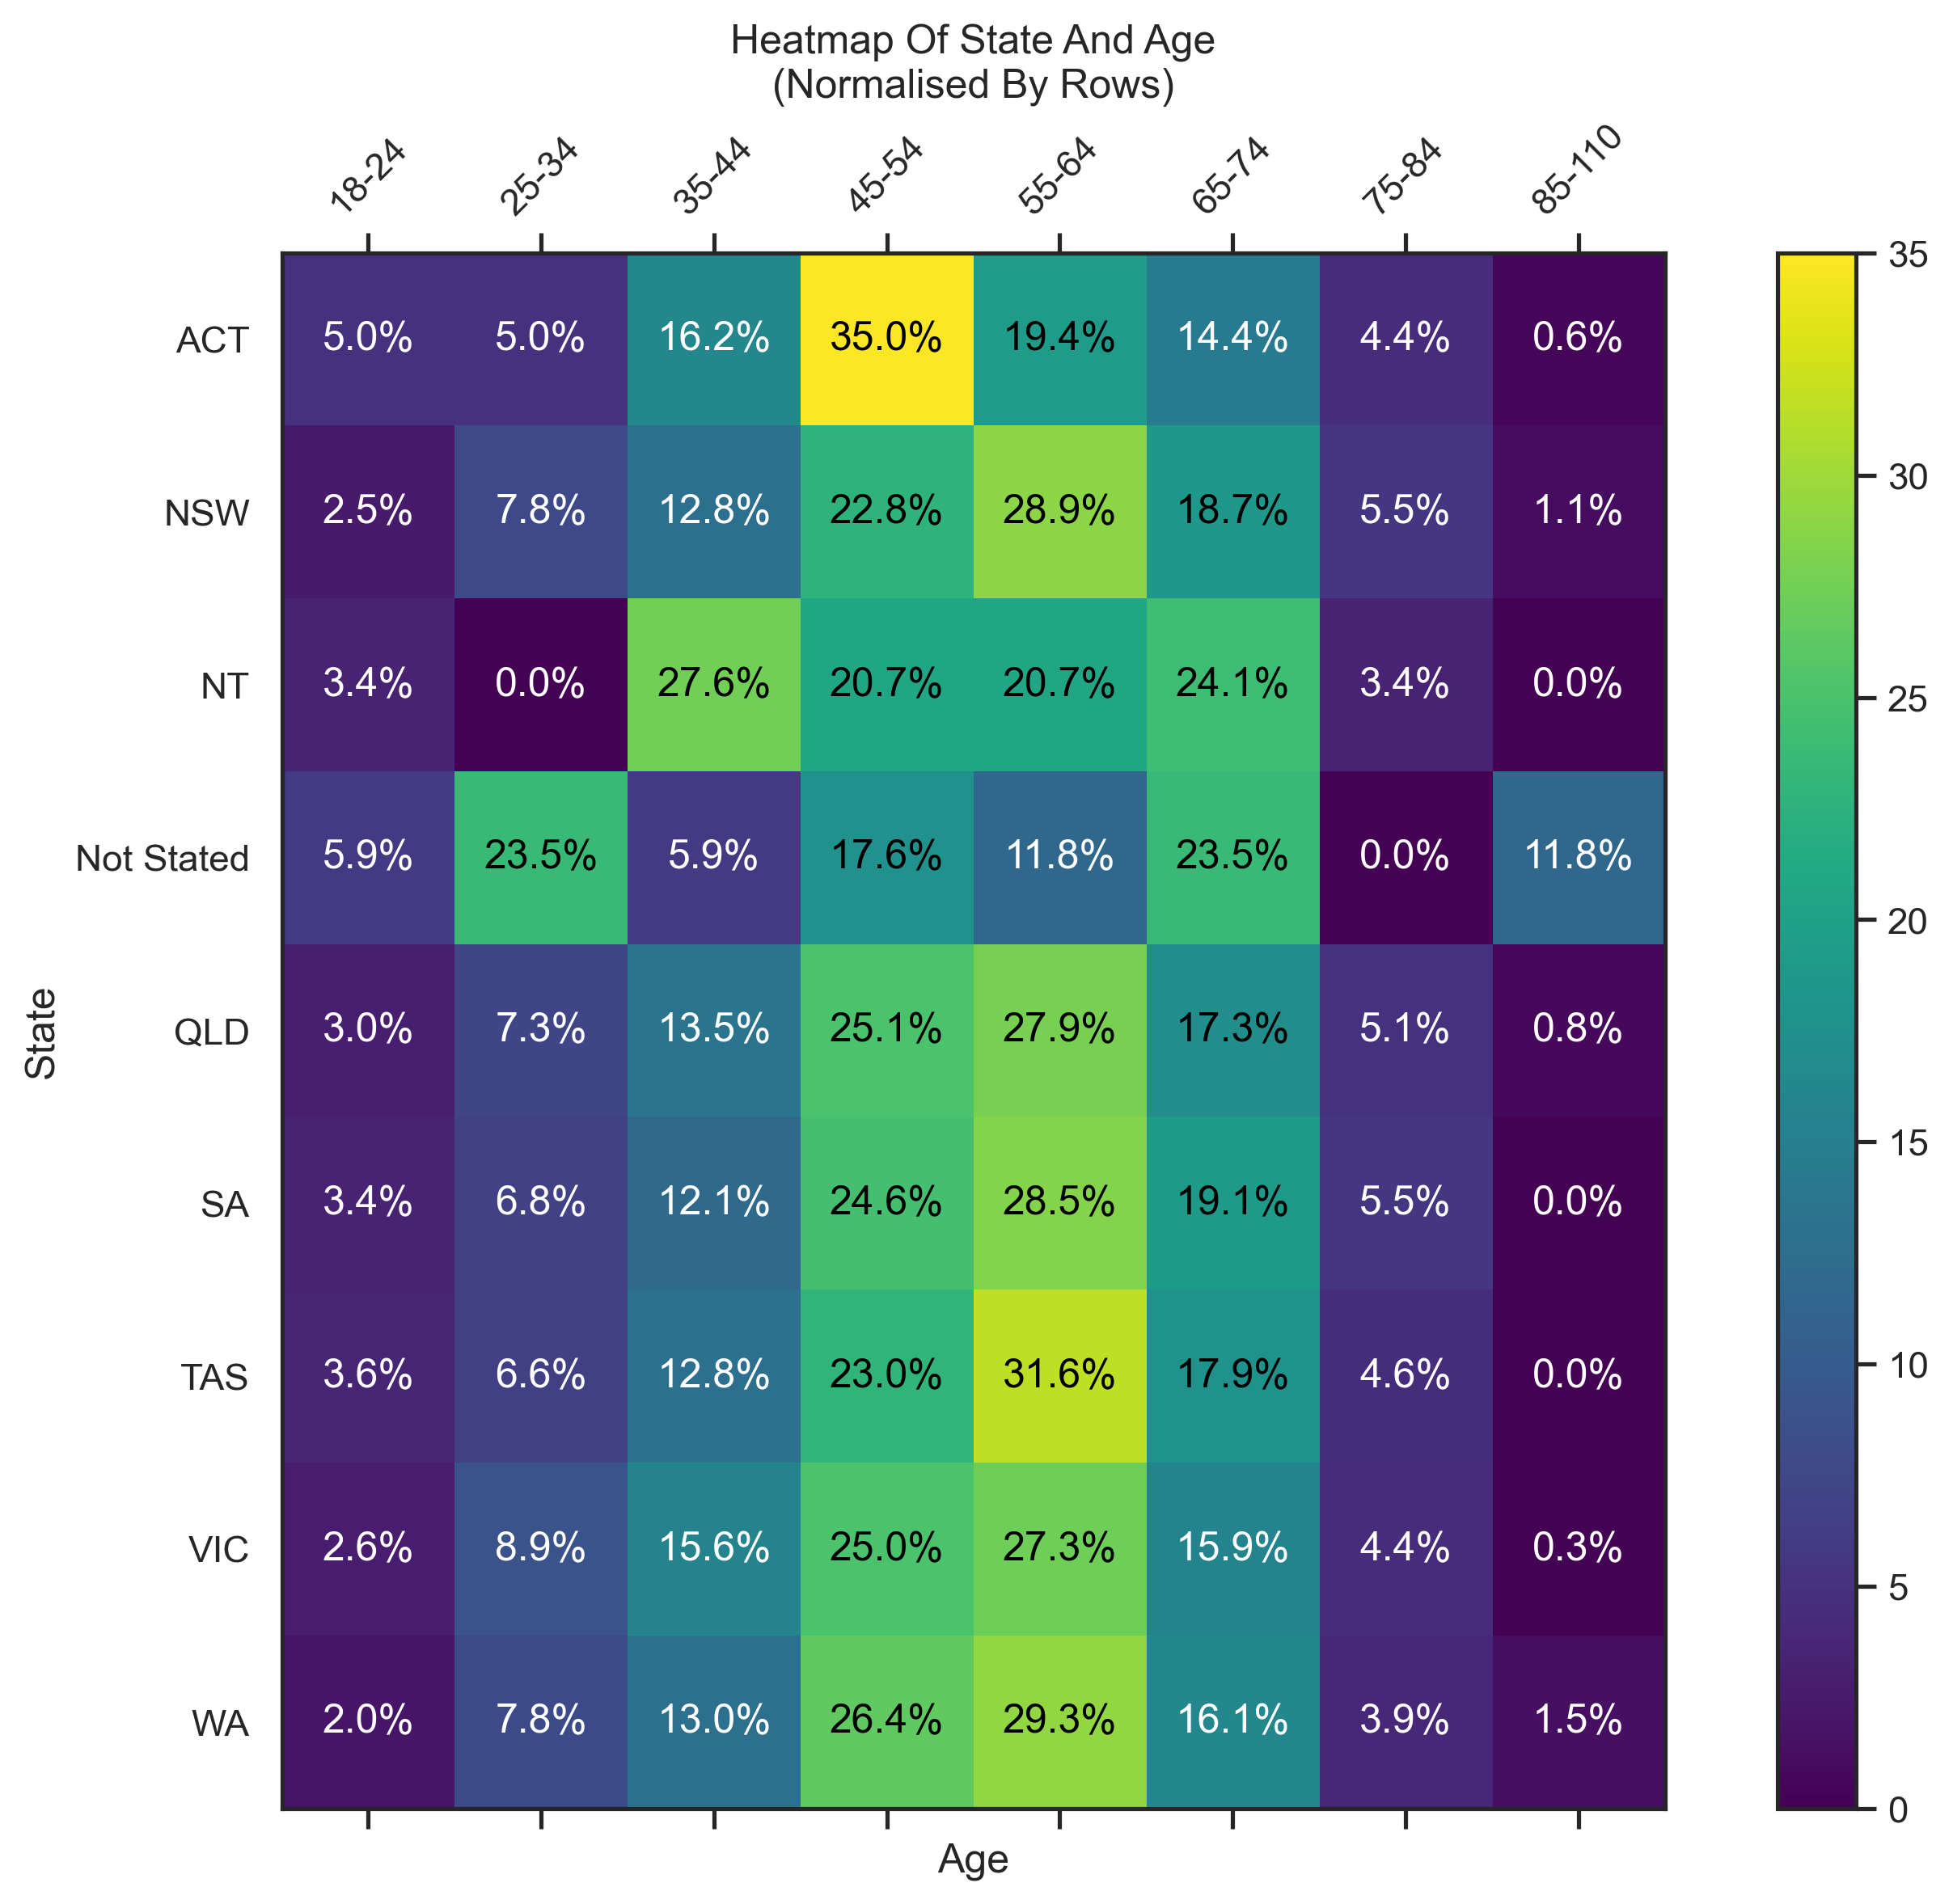 Heatmap Of State And Age
(Normalised By Rows)
18-24 25-34 35-44 45-54 55-64 65-74 75-84 85-110
ACT 5.0% 5.0% 16.2% 35.0% 19.4% 14.4% 4.4% 0.6%
NSW 2.5% 7.8% 12.8% 22.8% 28.9% 18.7% 5.5% 1.1%
NT 3.4% 0.0% 27.6% 20.7% 20.7% 24.1% 3.4% 0.0%
Not Stated 5.9% 23.5% 5.9% 17.6% 11.8% 23.5% 0.0% 11.8%
QLD 3.0% 7.3% 13.5% 25.1% 27.9% 17.3% 5.1% 0.8%
SA 3.4% 6.8% 12.1% 24.6% 28.5% 19.1% 5.5% 0.0%
TAS 3.6% 6.6% 12.8% 23.0% 31.6% 17.9% 4.6% 0.0%
VIC 2.6% 8.9% 15.6% 25.0% 27.3% 15.9% 4.4% 0.3%
WA 2.0% 7.8% 13.0% 26.4% 29.3% 16.1% 3.9% 1.5%
State
Age
35
30
25
20
15
10
5
0